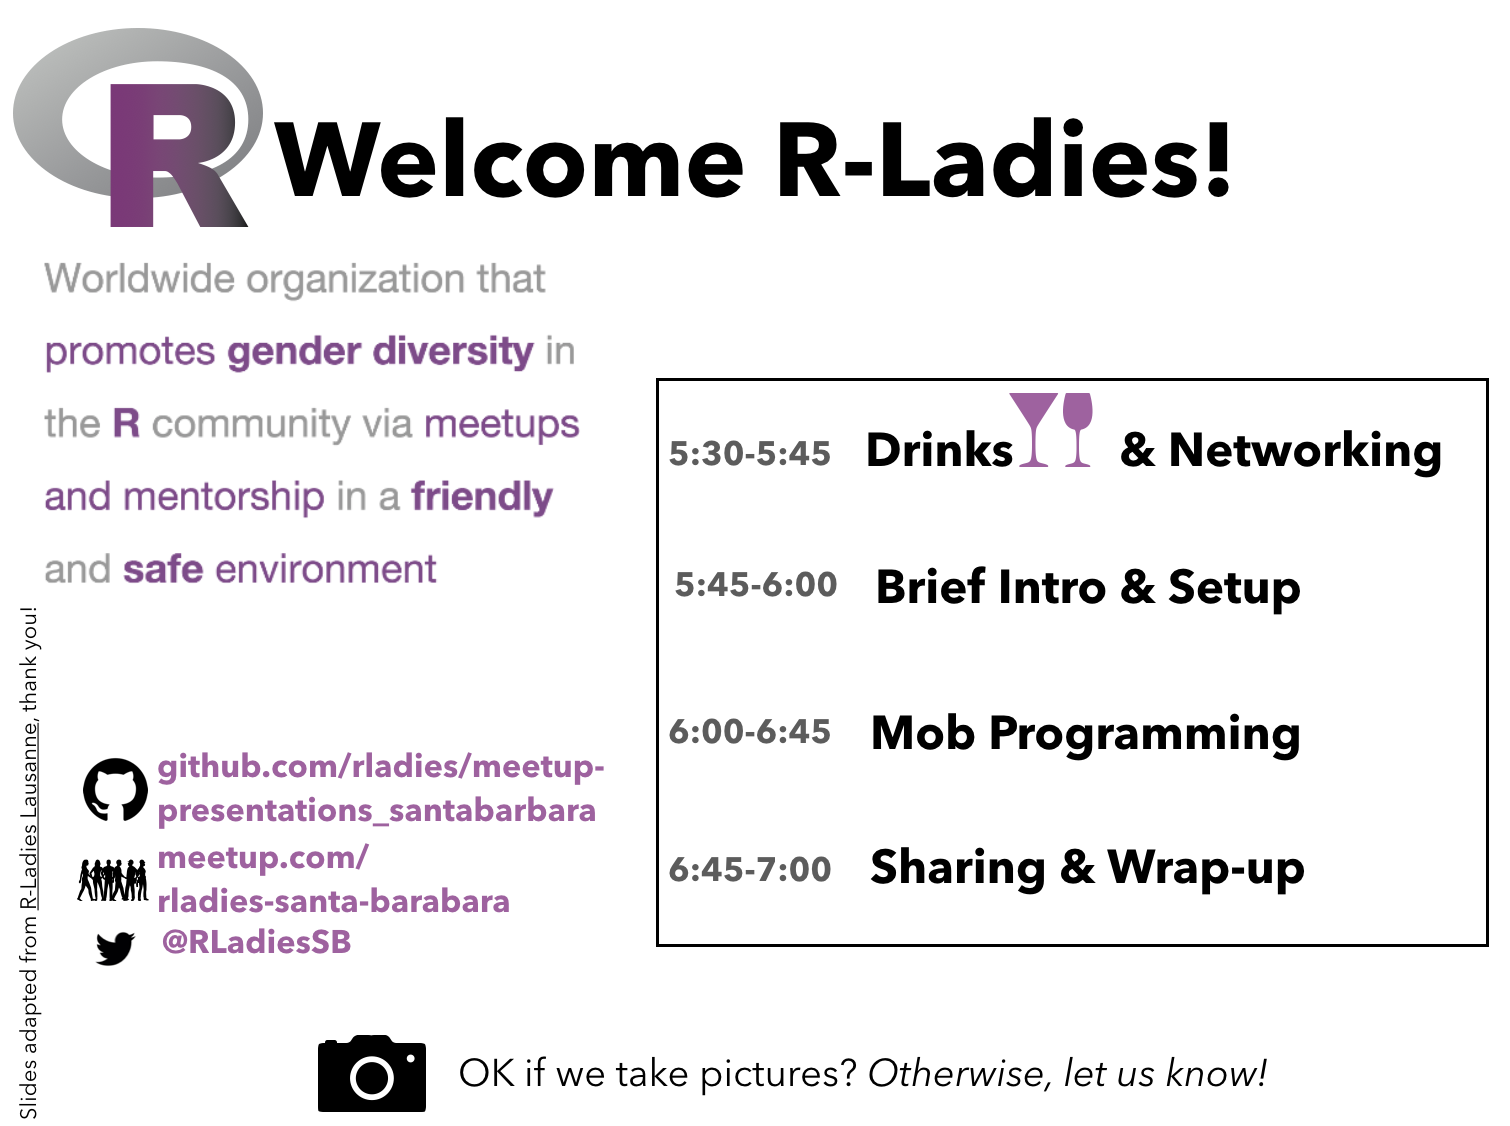 R
Welcome R-Ladies!
Worldwide organization that
promotes gender diversity in
the R community via meetups
and mentorship in a friendly
and safe environment
5:30-5:45 Drinks & Networking
5:45-6:00 Brief Intro & Setup
6:00-6:45 Mob Programming
6:45-7:00 Sharing & Wrap-up
github.com/rladies/meetup-
presentations_santabarbara
meetup.com/
rladies-santa-barabara
@RLadiesSB
Slides adapted from R-Ladies Lausanne, thank you!
OK if we take pictures? Otherwise, let us know!